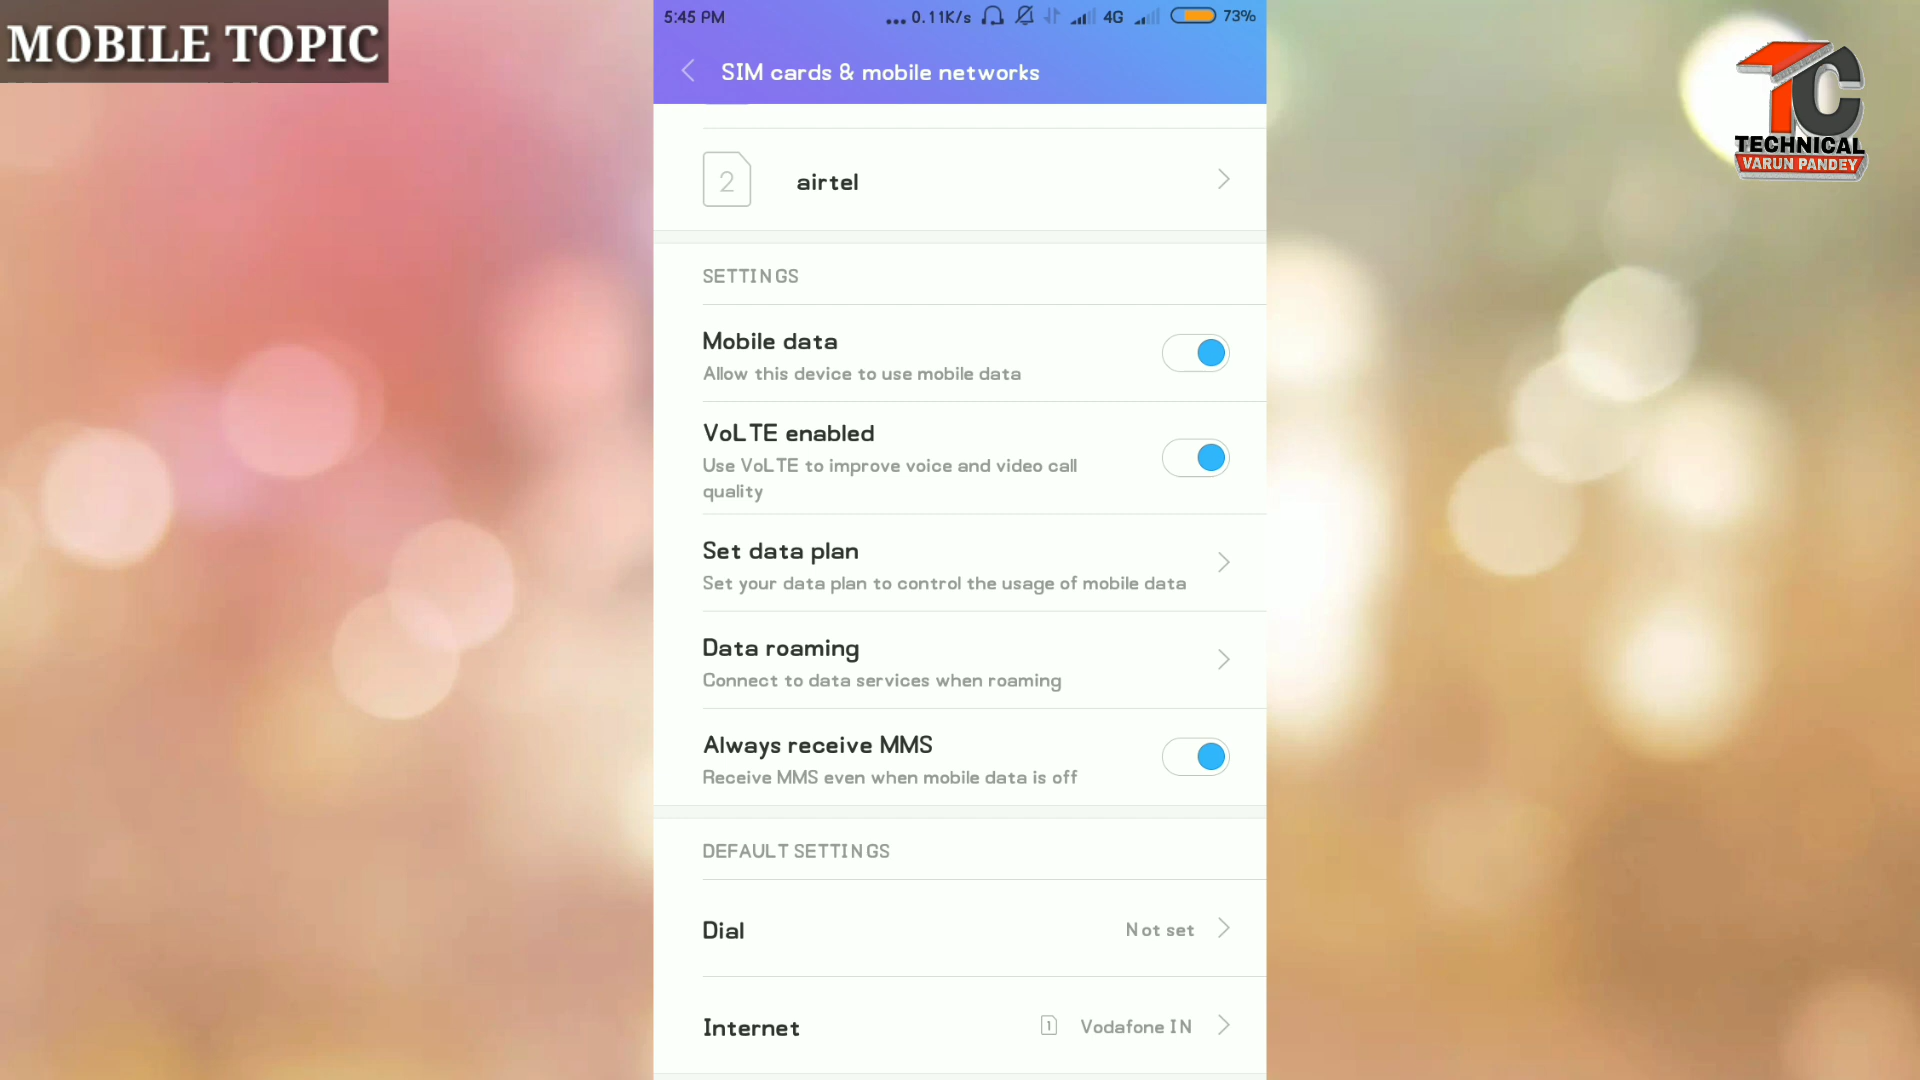 MOBILE TOPIC
5:45 PM
... 0.11K/s 4G 73%
SIM cards & mobile networks
TC
TECHNICAL
VARUN PANDEY
2 airtel
SETTINGS
Mobile data
Allow this device to use mobile data
VoLTE enabled
Use VoLTE to improve voice and video call
quality
Set data plan
Set your data plan to control the usage of mobile data
Data roaming
Connect to data services when roaming
Always receive MMS
Receive MMS even when mobile data is off
DEFAULT SETTINGS
Dial Not set
Internet 1 Vodafone IN